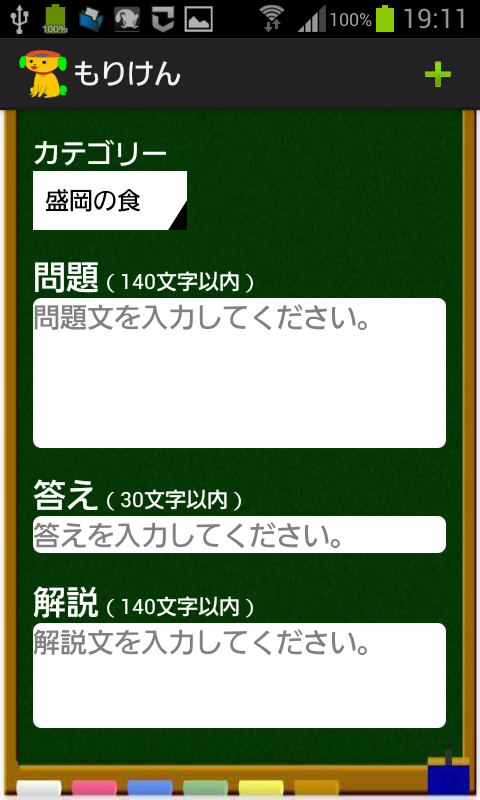 100% 100% 19:11
もりけん
カテゴリー
盛岡の食
問題 ( 140文字以内 )
問題文を入力してください。
答え ( 30文字以内 )
答えを入力してください。
解説 ( 140文字以内 )
解説文を入力してください。